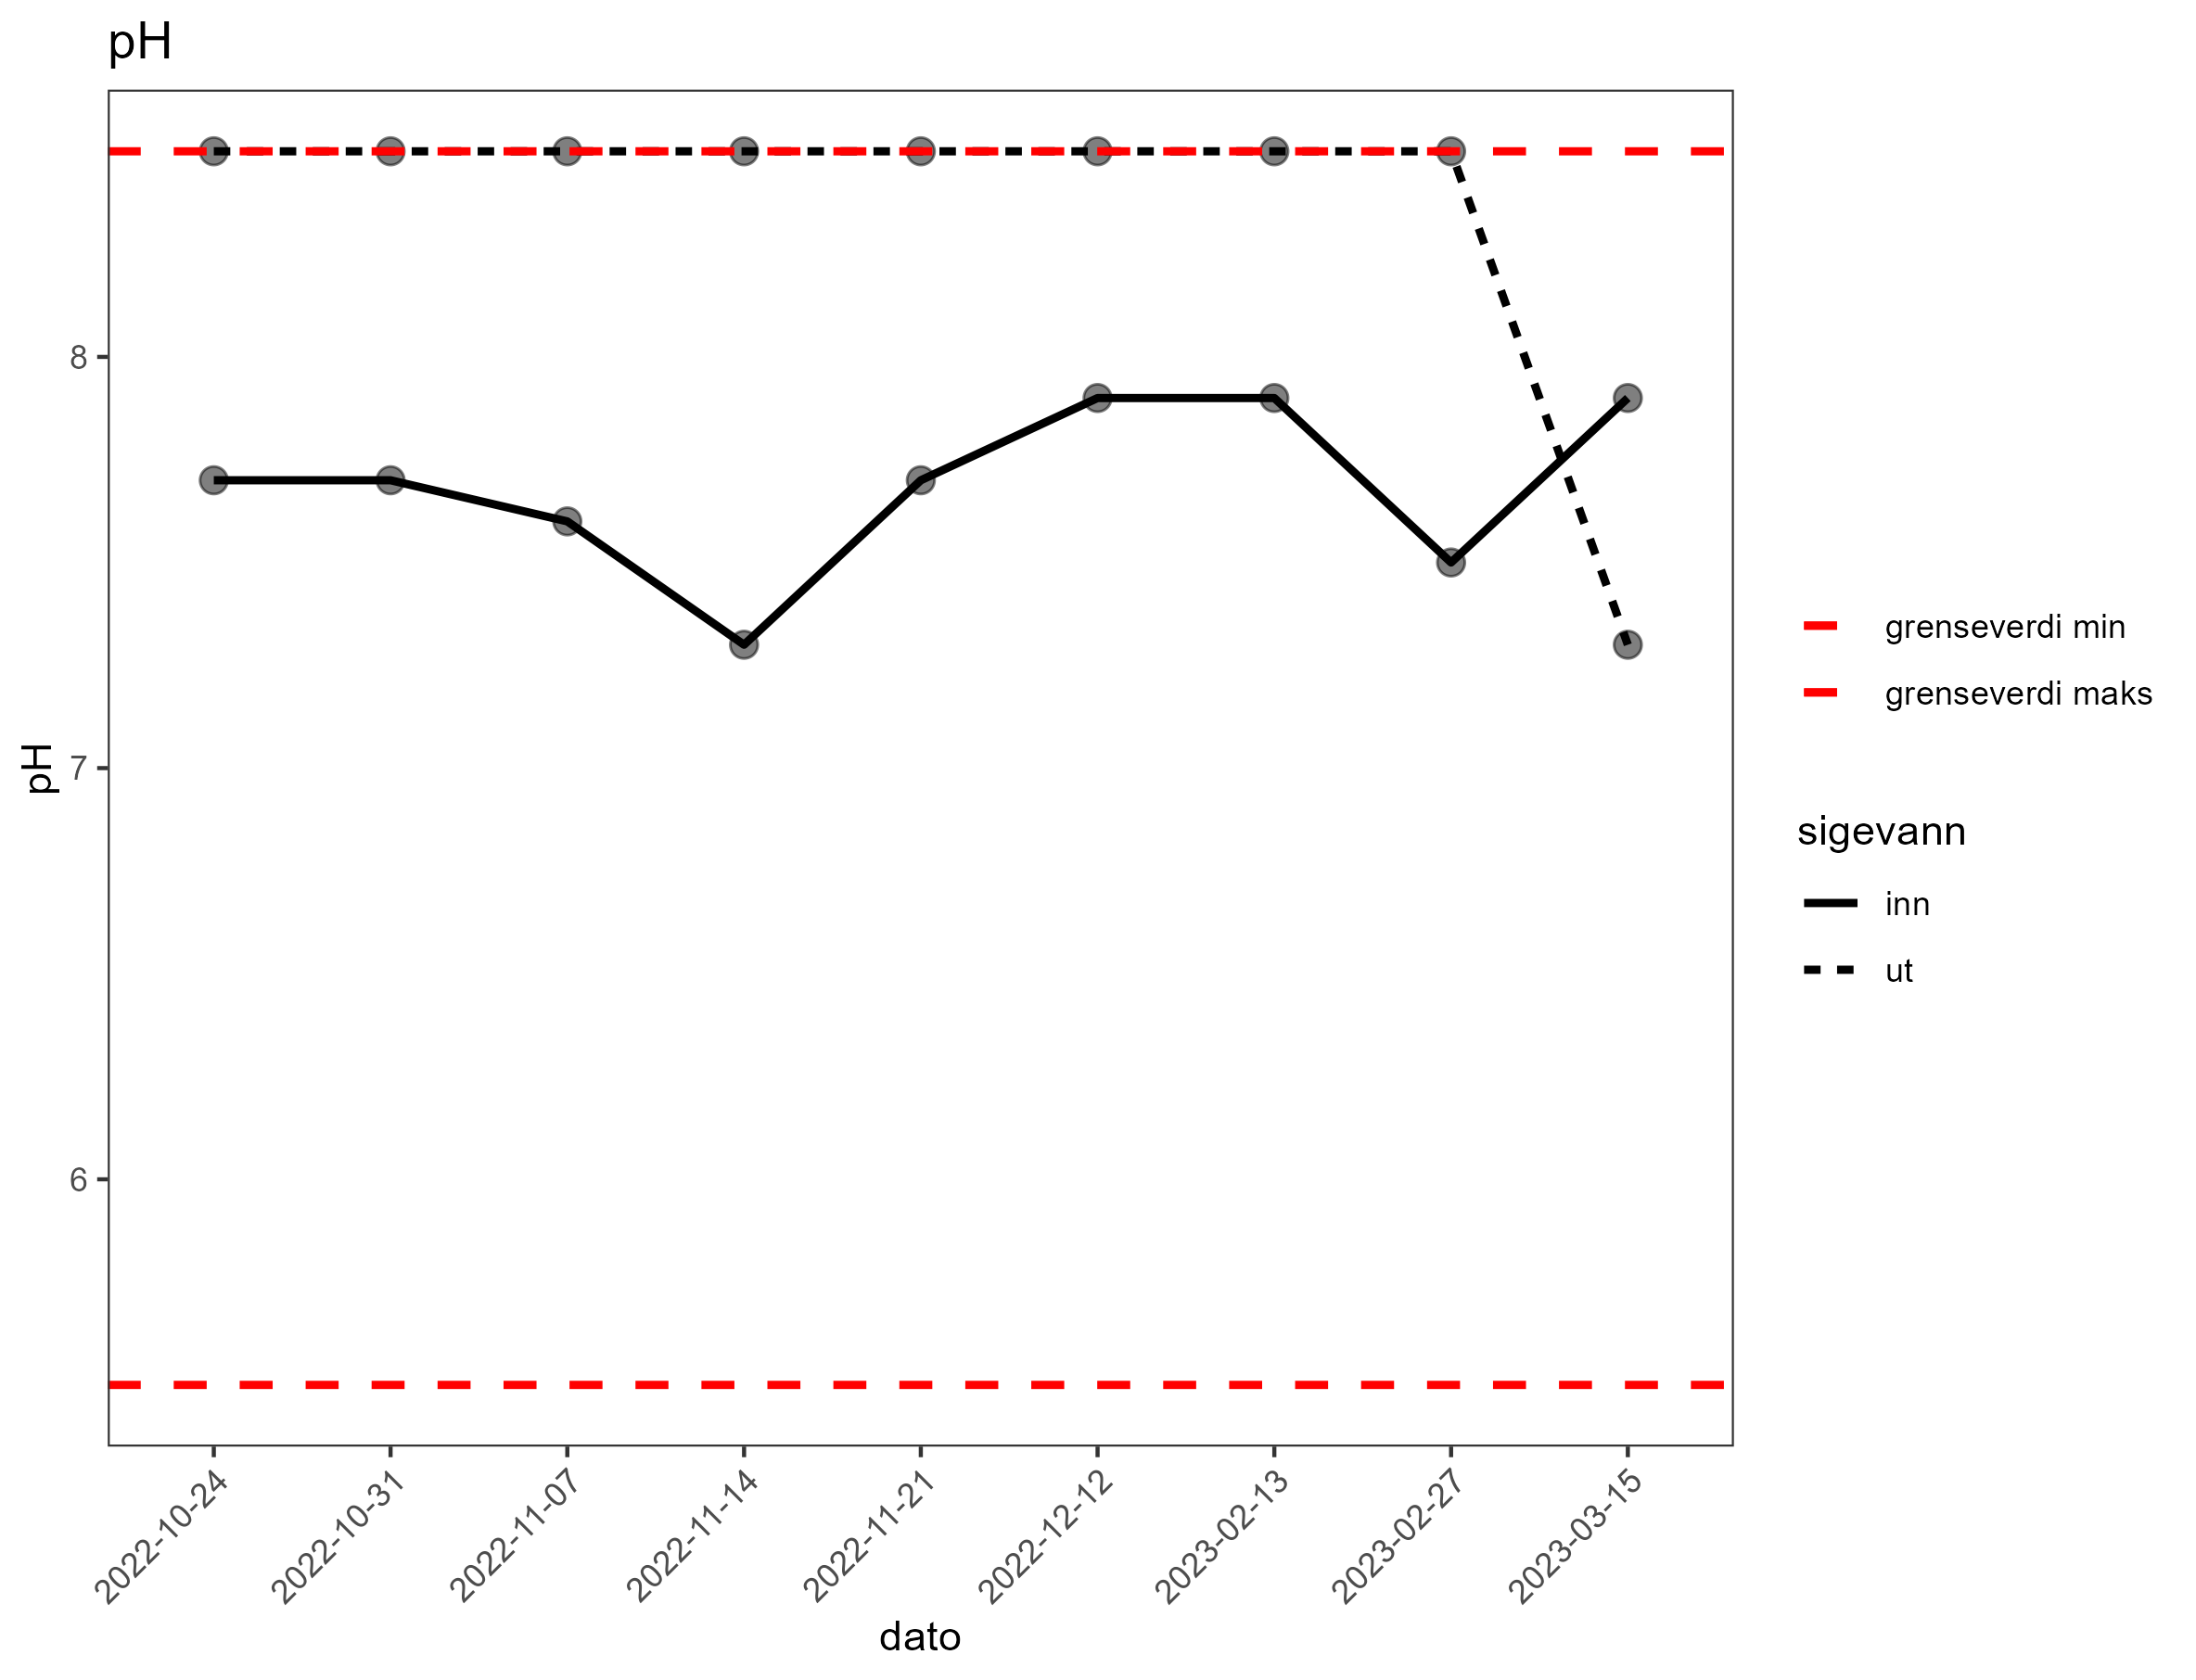 pH
8
7
6
pH
2022-10-24
2022-10-31
2022-11-07
2022-11-14
2022-11-21
2022-12-12
2023-02-13
2023-02-27
2023-03-15
dato
grenseverdi min
grenseverdi maks
sigevann
inn
ut